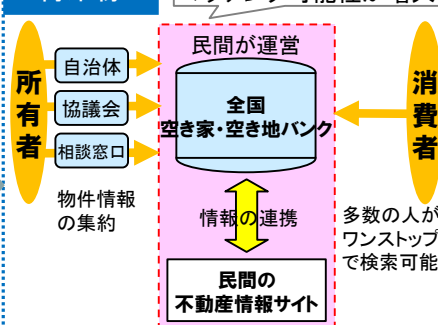 民間が運営
所有者
自治体
協議会
相談窓口
全国
空き家・空き地バンク
消費者
物件情報
の集約
情報の連携
多数の人が
ワンストップ
で検索可能
民間の
不動産情報サイト